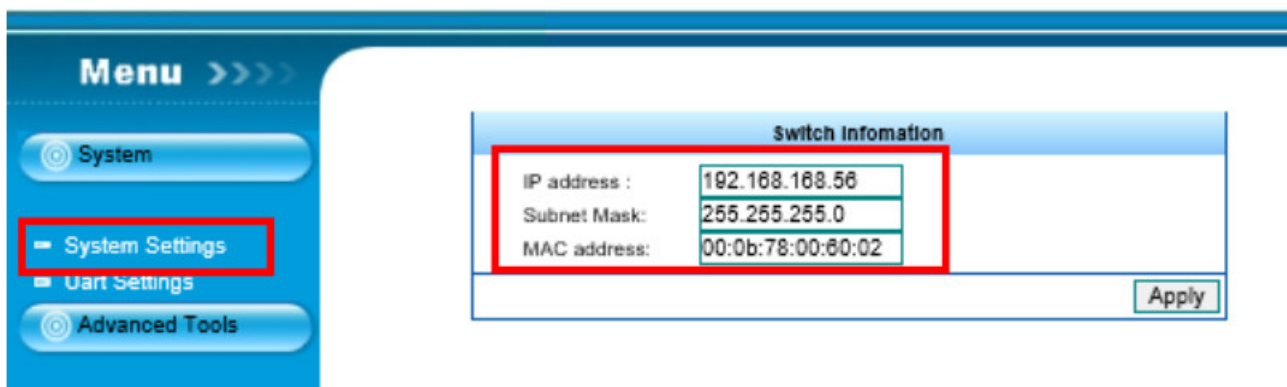 Menu >>>>
System
System Settings
Uart Settings
Advanced Tools
Switch Infomation
IP address : 192.168.168.56
Subnet Mask: 255.255.255.0
MAC address: 00:0b:78:00:60:02
Apply